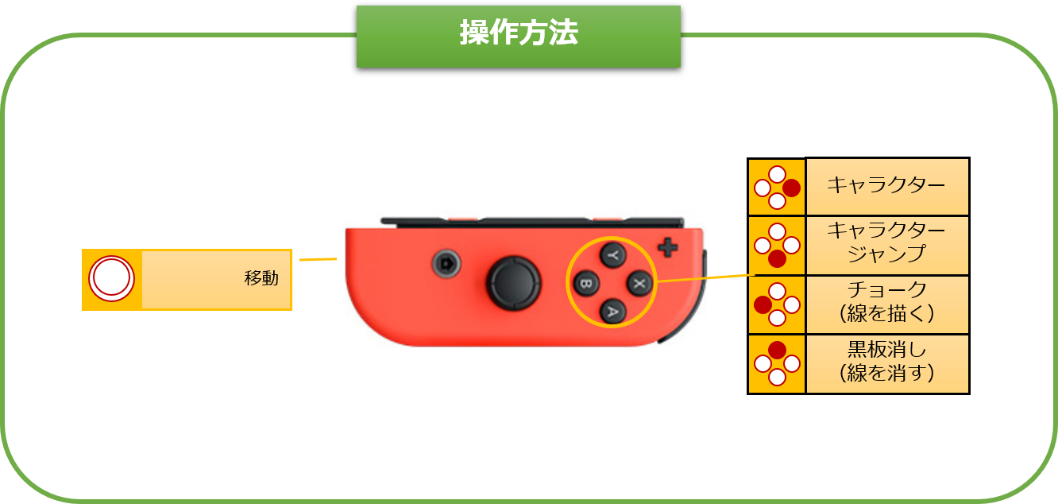 操作方法
移動
Y
B
X
A
キャラクター
キャラクター
ジャンプ
チョーク
（線を描く）
黒板消し
（線を消す）